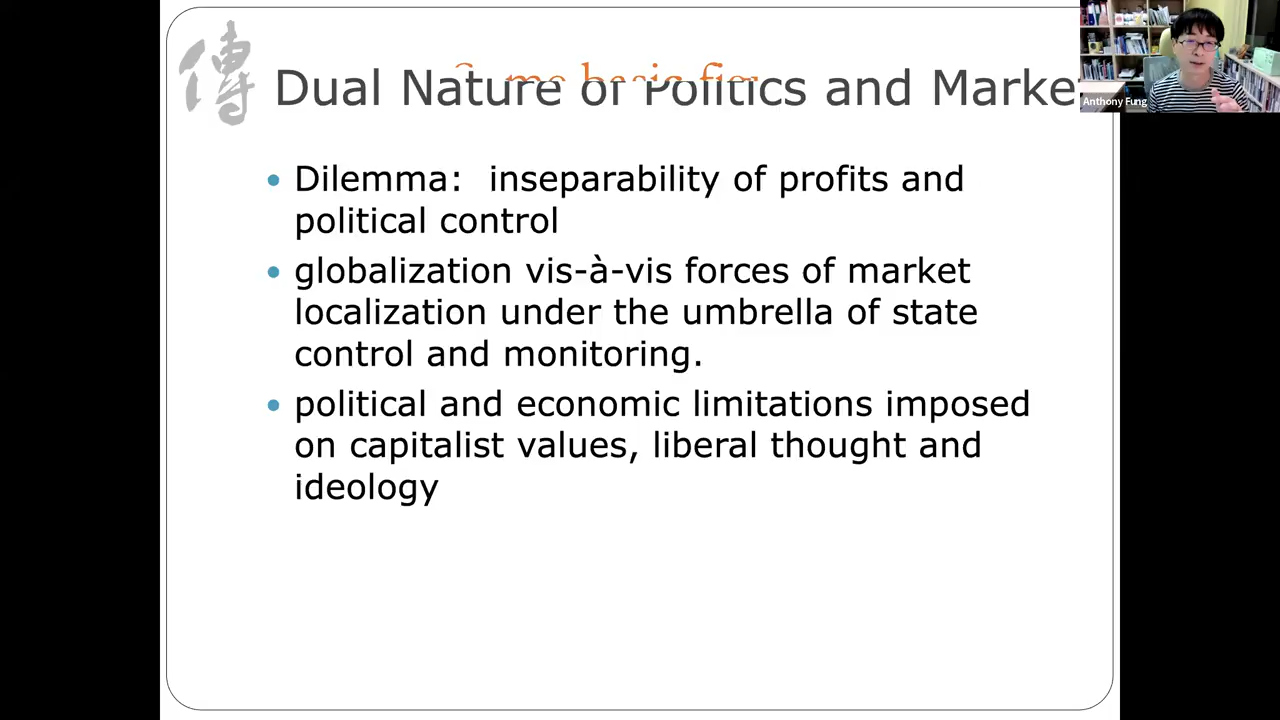 傳
Dual Nature of Politics and Marke
Anthony Fung
Dilemma: inseparability of profits and
political control
globalization vis-à-vis forces of market
localization under the umbrella of state
control and monitoring.
political and economic limitations imposed
on capitalist values, liberal thought and
ideology